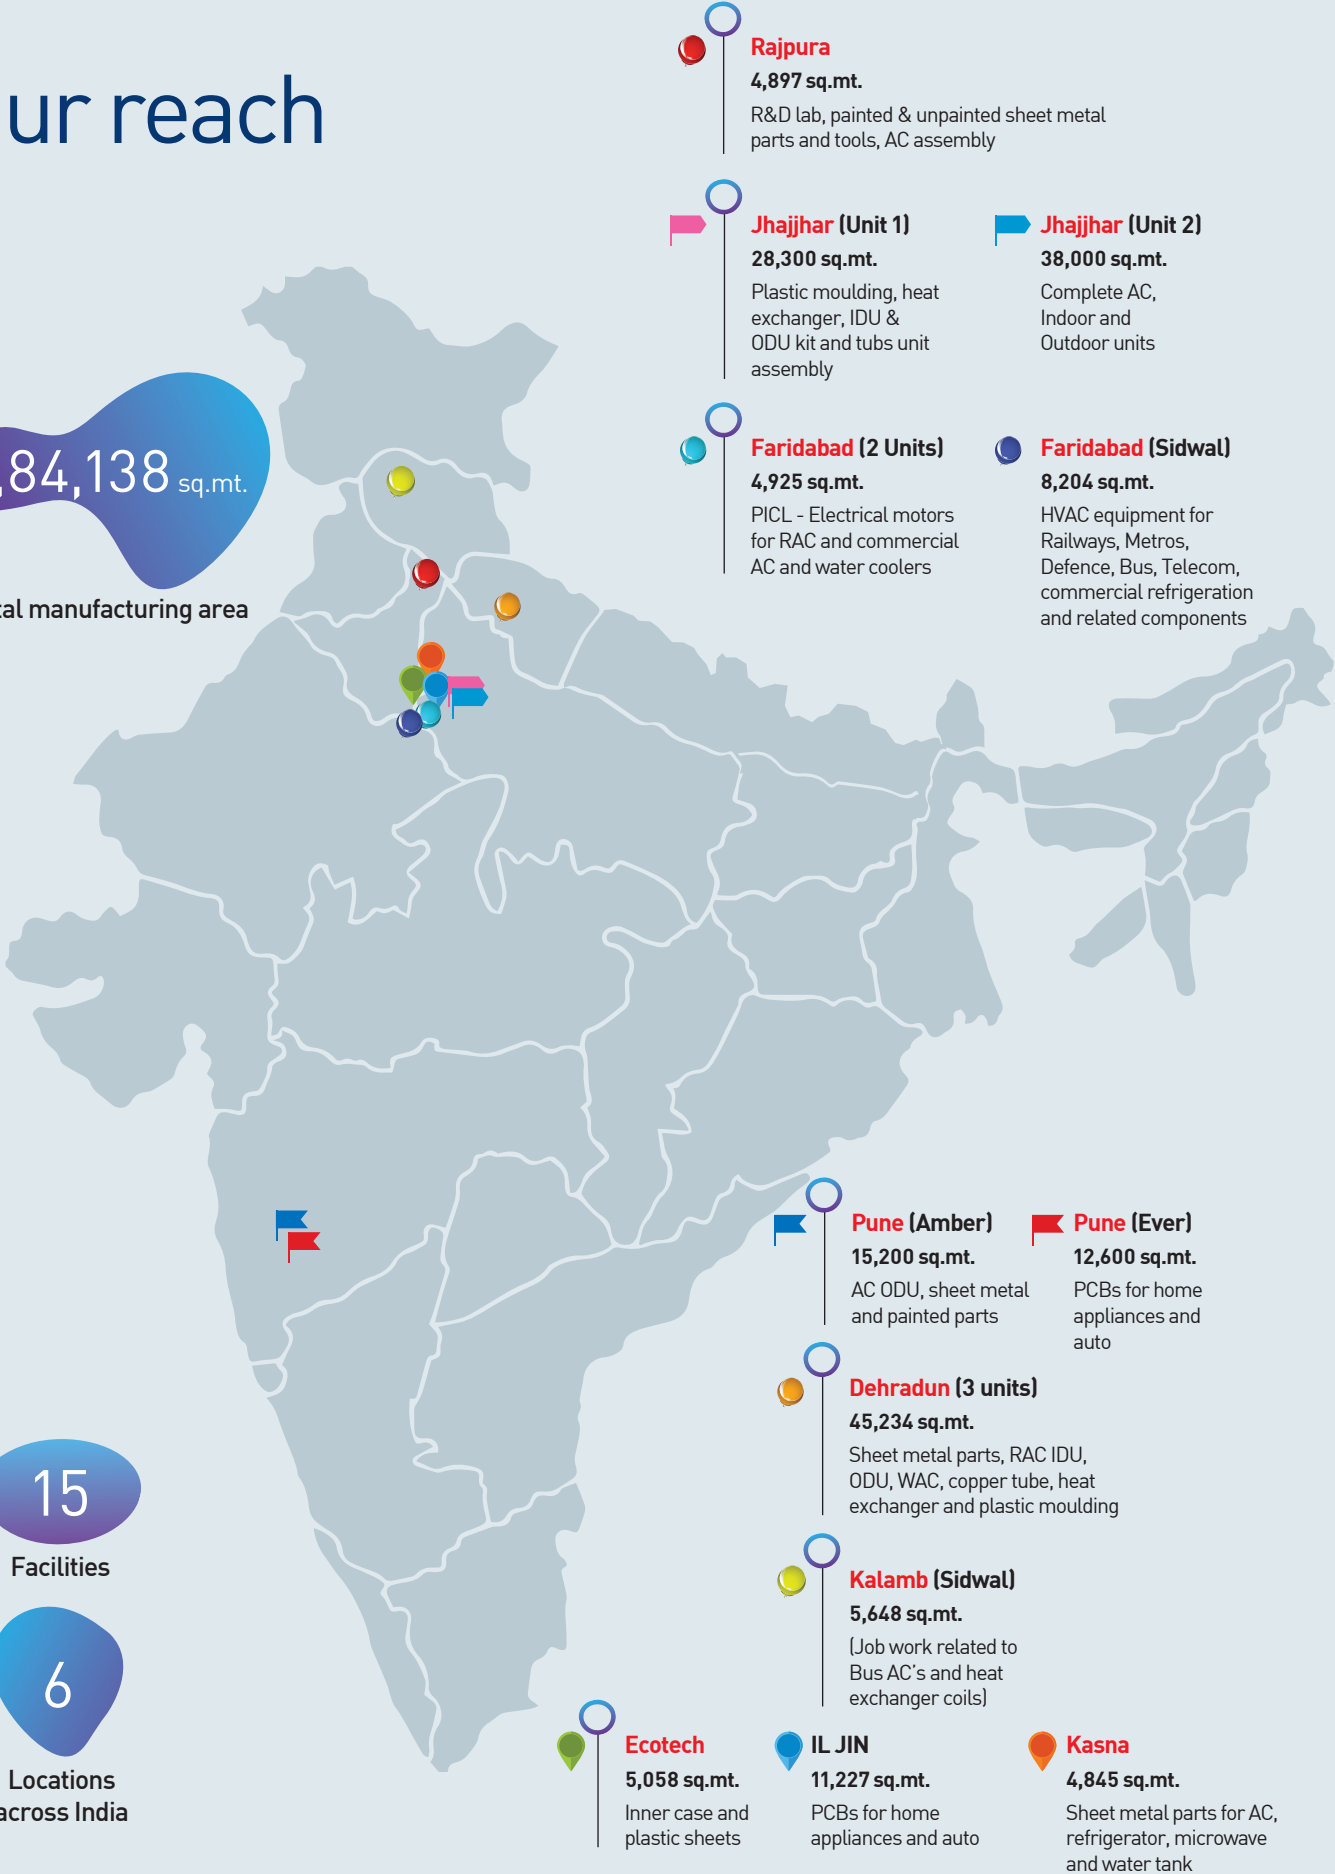 ur reach
,84,138 sq.mt.
tal manufacturing area
15
Facilities
6
Locations
across India
Rajpura
4,897 sq.mt.
R&D lab, painted & unpainted sheet metal
parts and tools, AC assembly
Jhajjhar (Unit 1)
28,300 sq.mt.
Plastic moulding, heat
exchanger, IDU &
ODU kit and tubs unit
assembly
Jhajjhar (Unit 2)
38,000 sq.mt.
Complete AC,
Indoor and
Outdoor units
Faridabad (2 Units)
4,925 sq.mt.
PICL - Electrical motors
for RAC and commercial
AC and water coolers
Faridabad (Sidwal)
8,204 sq.mt.
HVAC equipment for
Railways, Metros,
Defence, Bus, Telecom,
commercial refrigeration
and related components
Pune (Amber)
15,200 sq.mt.
AC ODU, sheet metal
and painted parts
Pune (Ever)
12,600 sq.mt.
PCBs for home
appliances and
auto
Dehradun (3 units)
45,234 sq.mt.
Sheet metal parts, RAC IDU,
ODU, WAC, copper tube, heat
exchanger and plastic moulding
Kalamb (Sidwal)
5,648 sq.mt.
(Job work related to
Bus AC's and heat
exchanger coils)
Ecotech
5,058 sq.mt.
Inner case and
plastic sheets
IL JIN
11,227 sq.mt.
PCBs for home
appliances and auto
Kasna
4,845 sq.mt.
Sheet metal parts for AC,
refrigerator, microwave
and water tank